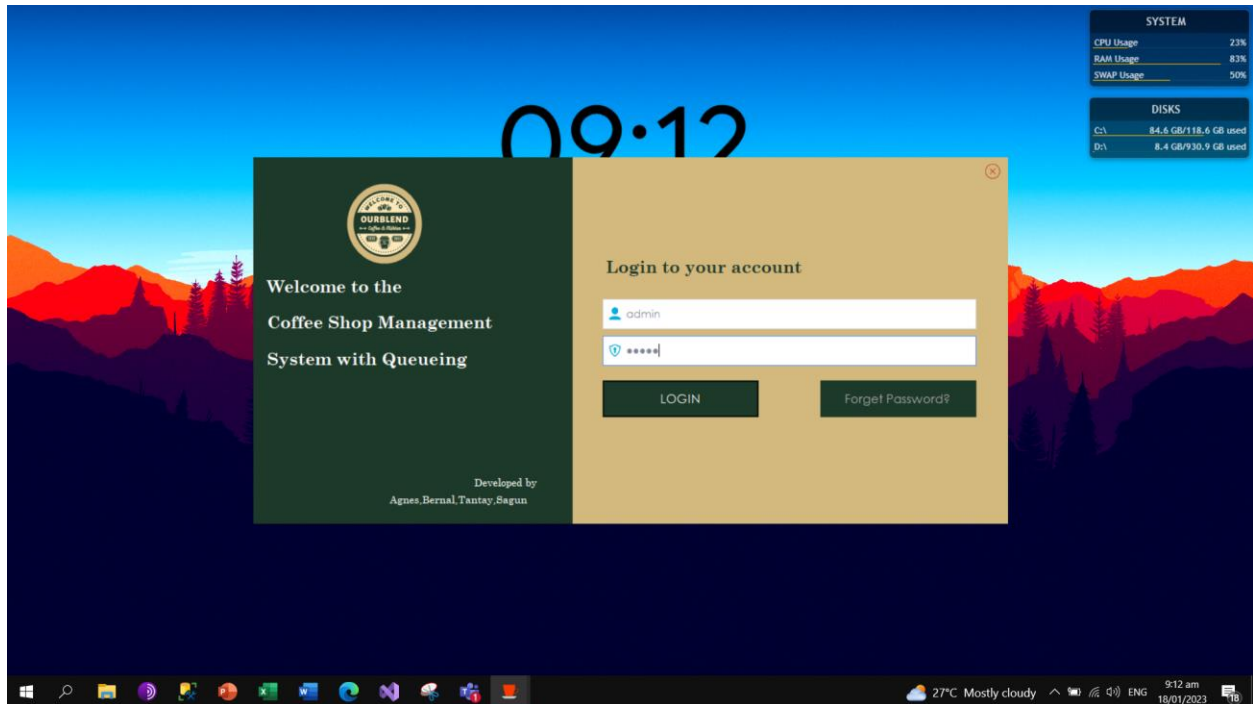 SYSTEM
CPU Usage 23%
RAM Usage 83%
SWAP Usage 50%
DISKS
C:\ 84.6 GB/118.6 GB used
D:\ 8.4 GB/930.9 GB used
09:12
WELCOME TO
OURBLEND
Welcome to the
Coffee Shop Management
System with Queueing
Developed by
Agnes,Bernal,Tantay,Sagun
Login to your account
admin
•••••
LOGIN
Forget Password?
27°C Mostly cloudy
ENG
9:12 am
18/01/2023
18